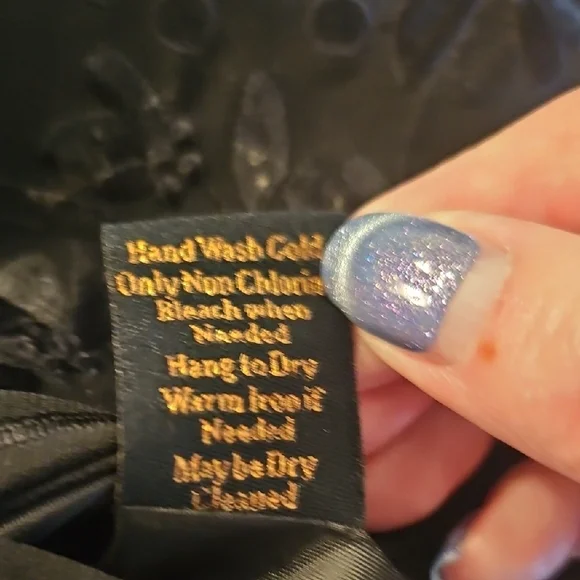 Hand Wash Cold
Only Non Chlorin
Bleach when
Needed
Hang to Dry
Warm Iron if
Needed
May be Dry
Cleaned